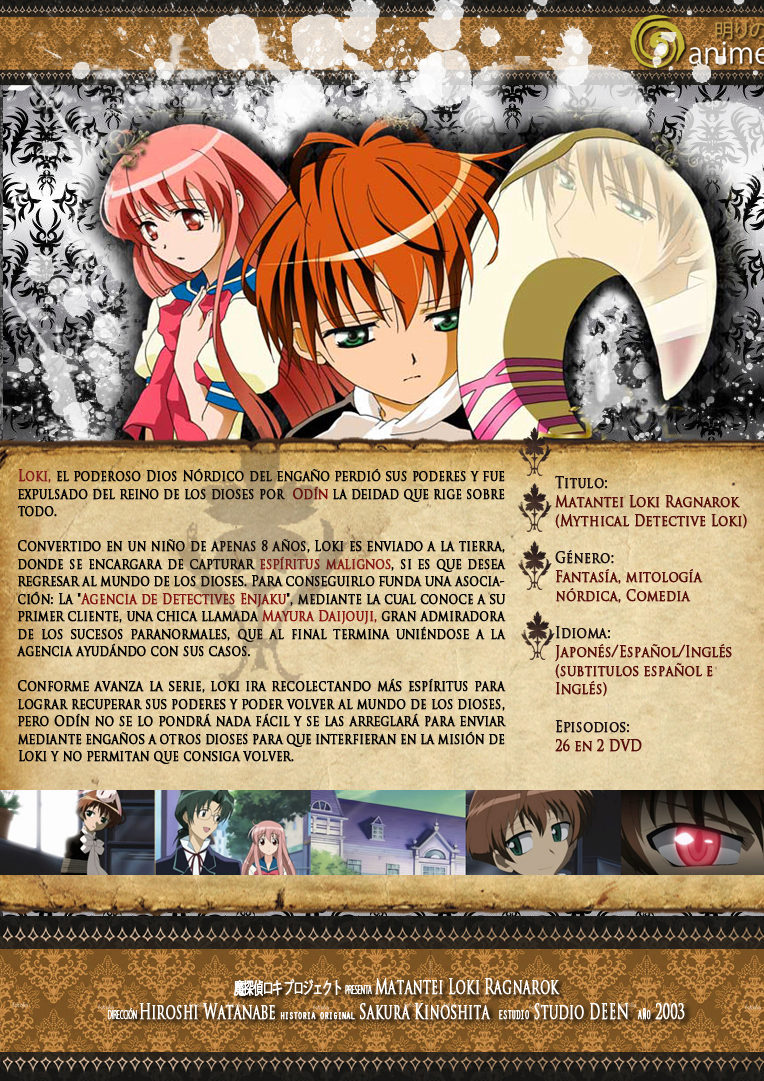 明りの
anime
Loki, el poderoso Dios Nórdico del engaño perdió sus poderes y fue
expulsado del reino de los dioses por Odín la deidad que rige sobre
todo.
Convertido en un niño de apenas 8 años, Loki es enviado a la tierra,
donde se encargara de capturar espíritus malignos, si es que desea
regresar al mundo de los dioses. Para conseguirlo funda una asocia-
ción: La "Agencia de Detectives Enjaku", mediante la cual conoce a su
primer cliente, una chica llamada Mayura Daijouji, gran admiradora
de los sucesos paranormales, que al final termina uniéndose a la
agencia ayudándo con sus casos.
Conforme avanza la serie, loki ira recolectando más espíritus para
lograr recuperar sus poderes y poder volver al mundo de los dioses,
pero Odín no se lo pondrá nada fácil y se las arreglará para enviar
mediante engaños a otros dioses para que interfieran en la misión de
Loki y no permitan que consiga volver.
Titulo:
Matantei Loki Ragnarok
(Mythical Detective Loki)
Género:
Fantasía, mitología
nórdica, Comedia
Idioma:
Japonés/Español/Inglés
(subtitulos español e
Inglés)
Episodios:
26 en 2 DVD
魔探偵ロキプロジェクト presenta Matantei Loki Ragnarok
dirección Hiroshi Watanabe historia original Sakura Kinoshita estudio Studio DEEN año 2003